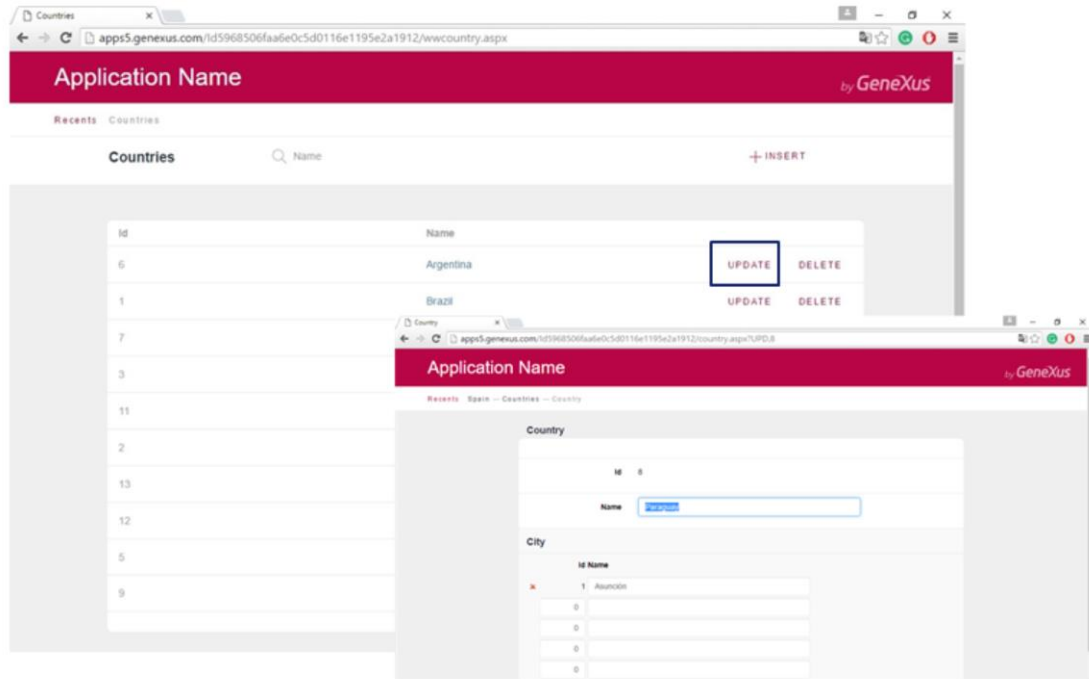 Countries
apps5.genexus.com/Id5968506faa6e0c5d0116e1195e2a1912/wwcountry.aspx
Application Name
by GeneXus
Recents Countries
Countries
Name
INSERT
Id Name
6 Argentina UPDATE DELETE
1 Brazil UPDATE DELETE
7
3
11
2
13
12
5
9
Country
apps5.genexus.com/Id5968506faa6e0c5d0116e1195e2a1912/country.aspx?UPD,8
Application Name
by GeneXus
Recents Spain — Countries — Country
Country
Id 8
Name Paraguay
City
Id Name
1 Asunción
0
0
0
0